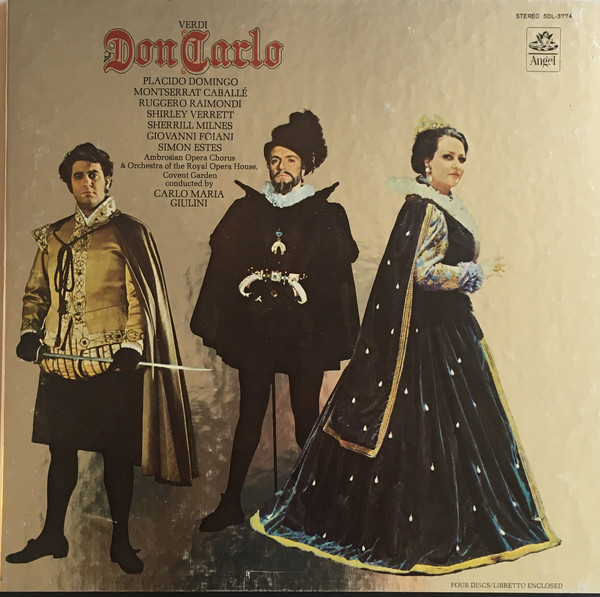 VERDI
Don Carlo
PLACIDO DOMINGO
MONTSERRAT CABALLÉ
RUGGERO RAIMONDI
SHIRLEY VERRETT
SHERRILL MILNES
GIOVANNI FOIANI
SIMON ESTES
Ambrosian Opera Chorus
& Orchestra of the Royal Opera House,
Covent Garden
conducted by
CARLO MARIA
GIULINI
STEREO SDL-3774
Angel
FOUR DISCS/LIBRETTO ENCLOSED